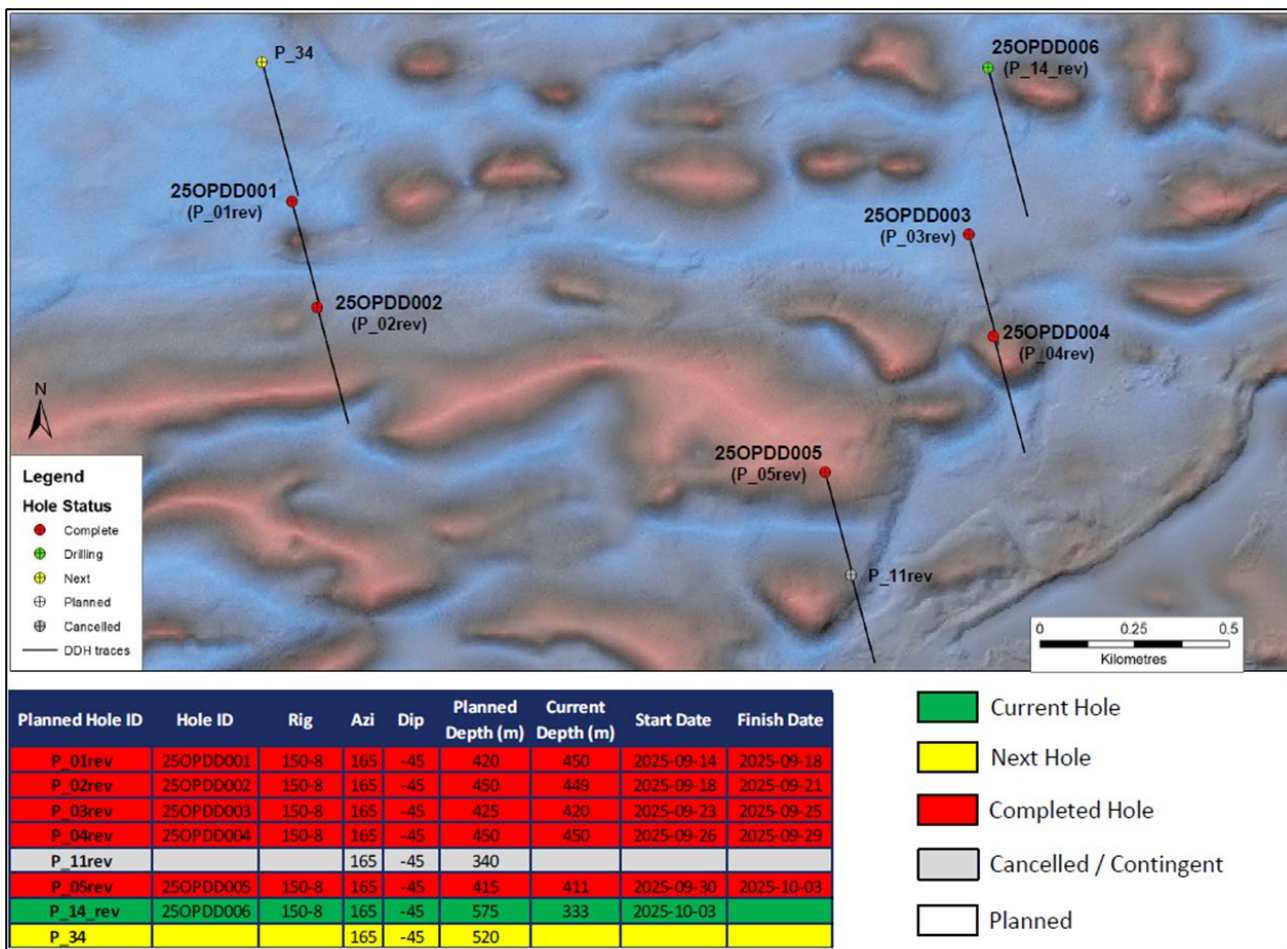 P_34
25OPDD006
(P_14_rev)
25OPDD001
(P_01rev)
25OPDD003
(P_03rev)
25OPDD002
(P_02rev)
25OPDD004
(P_04rev)
N
25OPDD005
(P_05rev)
P_11rev
Legend
Hole Status
Complete
Drilling
Next
Planned
Cancelled
DDH traces
0 0.25 0.5
Kilometres
Planned Hole ID Hole ID Rig Azi Dip Planned Depth (m) Current Depth (m) Start Date Finish Date
P_01rev 25OPDD001 150-8 165 -45 420 450 2025-09-14 2025-09-18
P_02rev 25OPDD002 150-8 165 -45 450 449 2025-09-18 2025-09-21
P_03rev 25OPDD003 150-8 165 -45 425 420 2025-09-23 2025-09-25
P_04rev 25OPDD004 150-8 165 -45 450 450 2025-09-26 2025-09-29
P_11rev 165 -45 340
P_05rev 25OPDD005 150-8 165 -45 415 411 2025-09-30 2025-10-03
P_14_rev 25OPDD006 150-8 165 -45 575 333 2025-10-03
P_34 165 -45 520
Current Hole
Next Hole
Completed Hole
Cancelled / Contingent
Planned